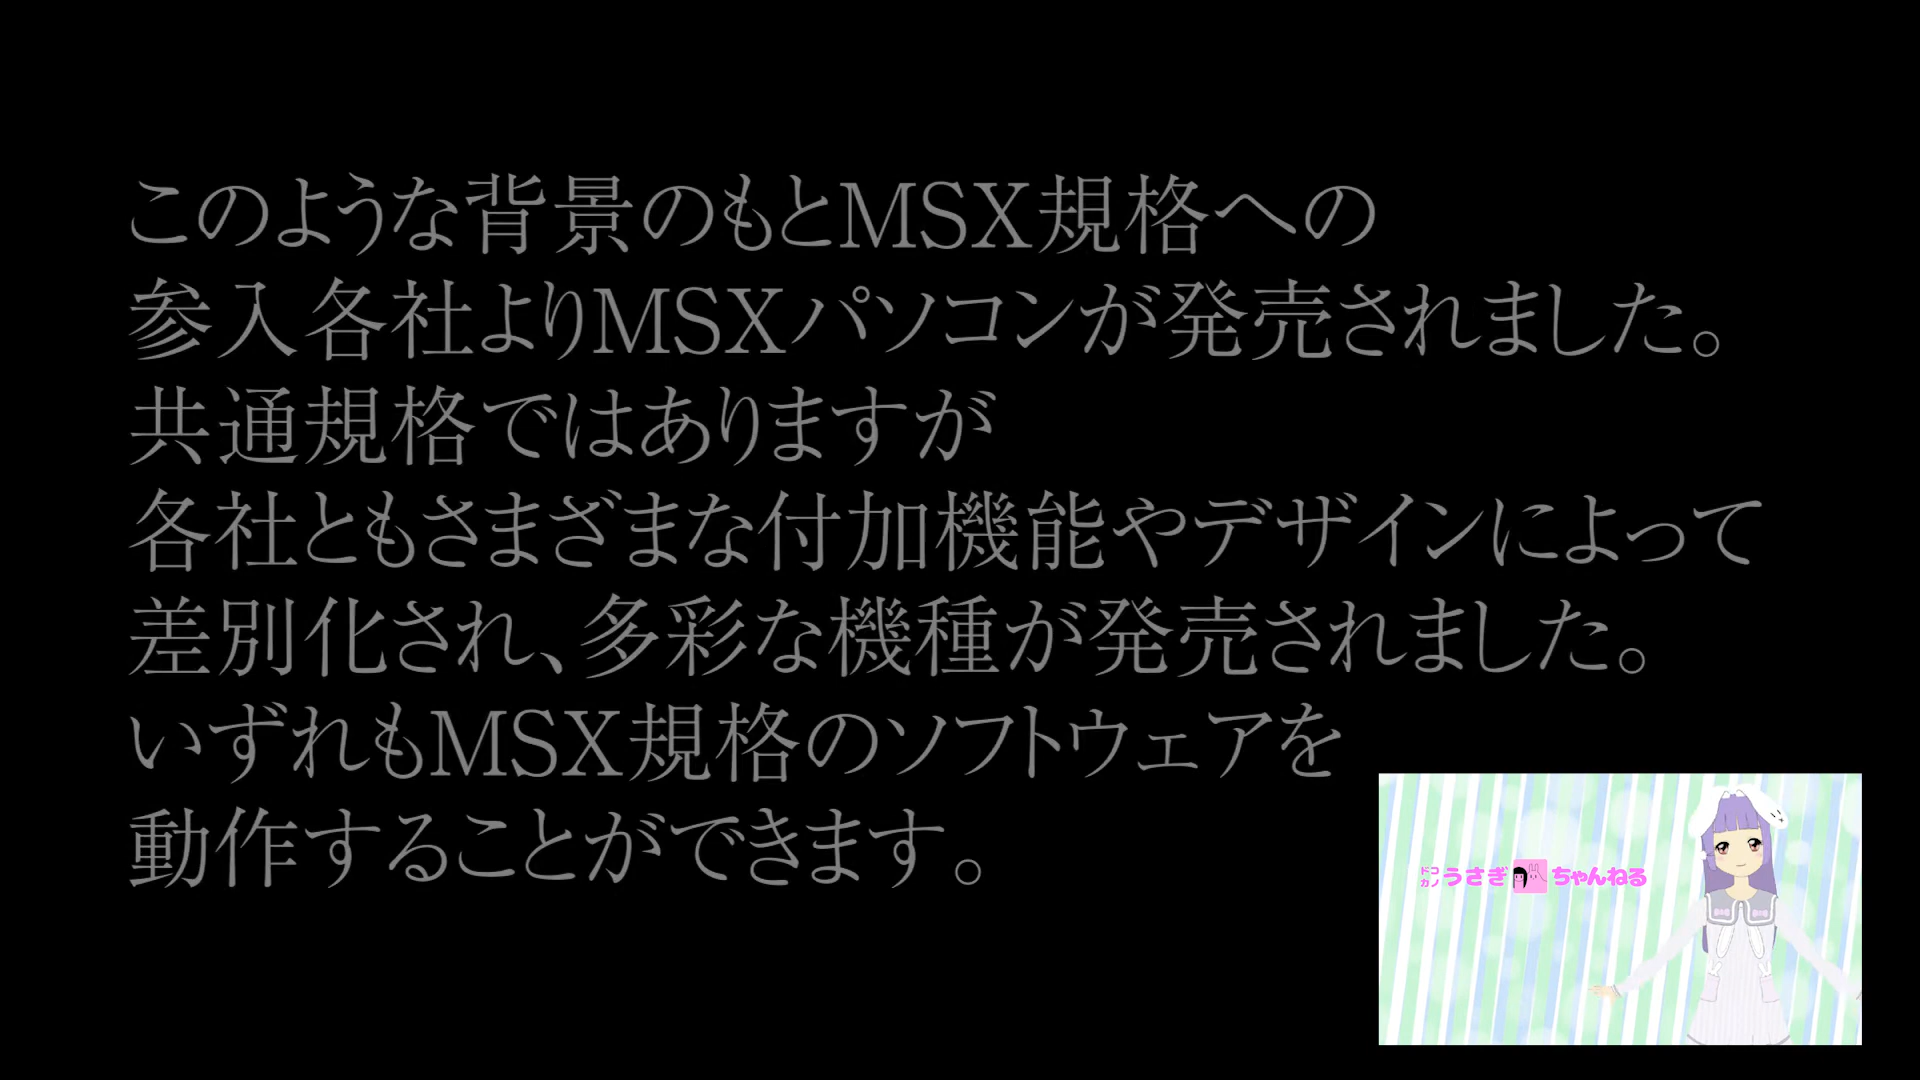 このような背景のもとMSX規格への
参入各社よりMSXパソコンが発売されました。
共通規格ではありますが
各社ともさまざまな付加機能やデザインによって
差別化され、多彩な機種が発売されました。
いずれもMSX規格のソフトウェアを
動作することができます。
ドコカノうさぎちゃんねる